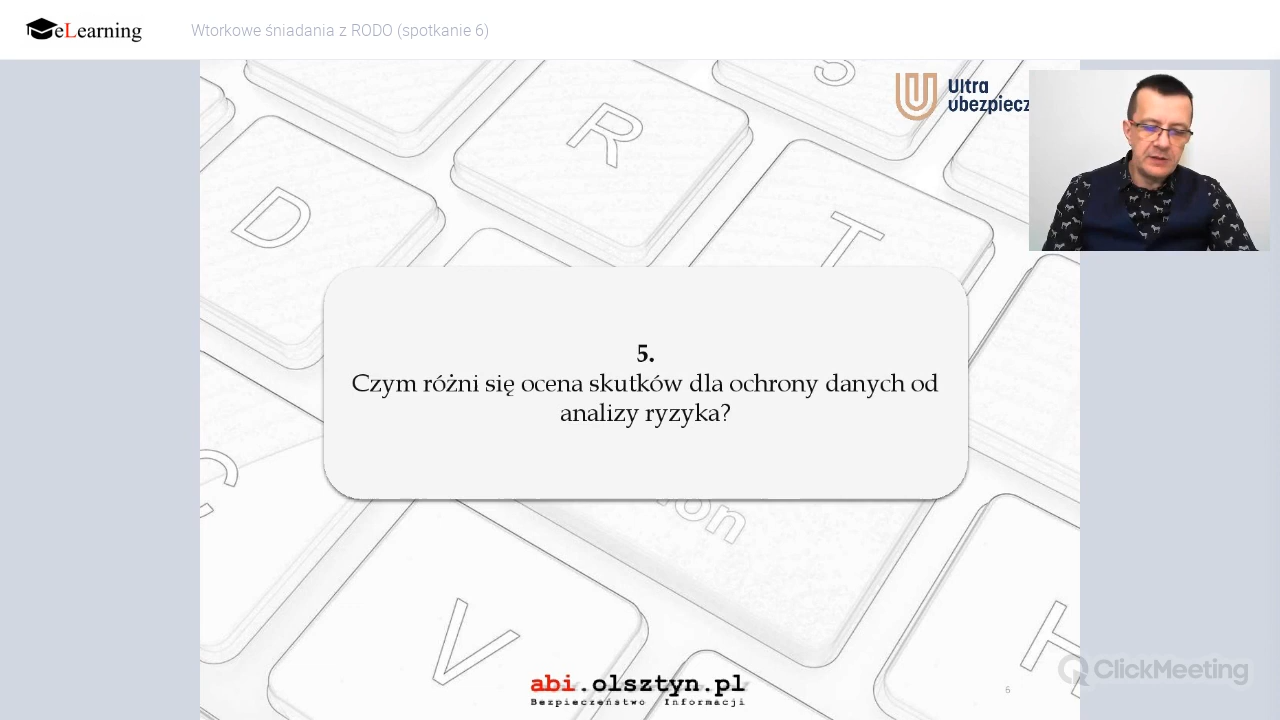 eLearning
Wtorkowe śniadania z RODO (spotkanie 6)
Ultra
ubezpiecz
S
R
D
T
5.
Czym różni się ocena skutków dla ochrony danych od
analizy ryzyka?
C
ion
V
H
ClickMeeting
abi.olsztyn.pl
Bezpieczeństwo Informacji
6